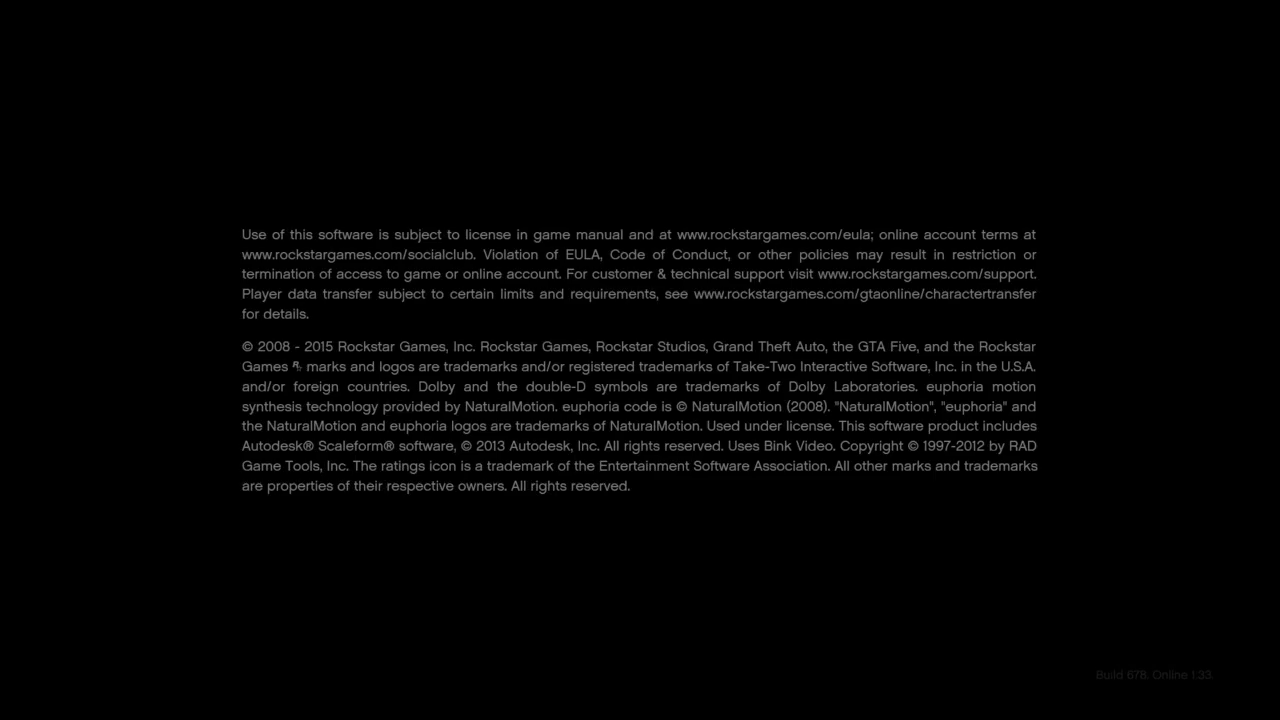 Use of this software is subject to license in game manual and at www.rockstargames.com/eula; online account terms at
www.rockstargames.com/socialclub. Violation of EULA, Code of Conduct, or other policies may result in restriction or
termination of access to game or online account. For customer & technical support visit www.rockstargames.com/support.
Player data transfer subject to certain limits and requirements, see www.rockstargames.com/gtaonline/charactertransfer
for details.
© 2008 - 2015 Rockstar Games, Inc. Rockstar Games, Rockstar Studios, Grand Theft Auto, the GTA Five, and the Rockstar
Games R* marks and logos are trademarks and/or registered trademarks of Take-Two Interactive Software, Inc. in the U.S.A.
and/or foreign countries. Dolby and the double-D symbols are trademarks of Dolby Laboratories. euphoria motion
synthesis technology provided by NaturalMotion. euphoria code is © NaturalMotion (2008). "NaturalMotion", "euphoria" and
the NaturalMotion and euphoria logos are trademarks of NaturalMotion. Used under license. This software product includes
Autodesk® Scaleform® software, © 2013 Autodesk, Inc. All rights reserved. Uses Bink Video. Copyright © 1997-2012 by RAD
Game Tools, Inc. The ratings icon is a trademark of the Entertainment Software Association. All other marks and trademarks
are properties of their respective owners. All rights reserved.
Build 678. Online 1.33.